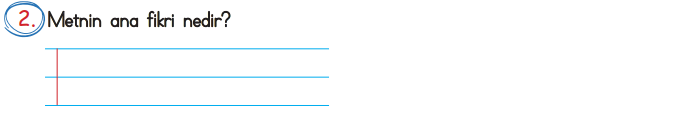 2. Metnin ana fikri nedir?